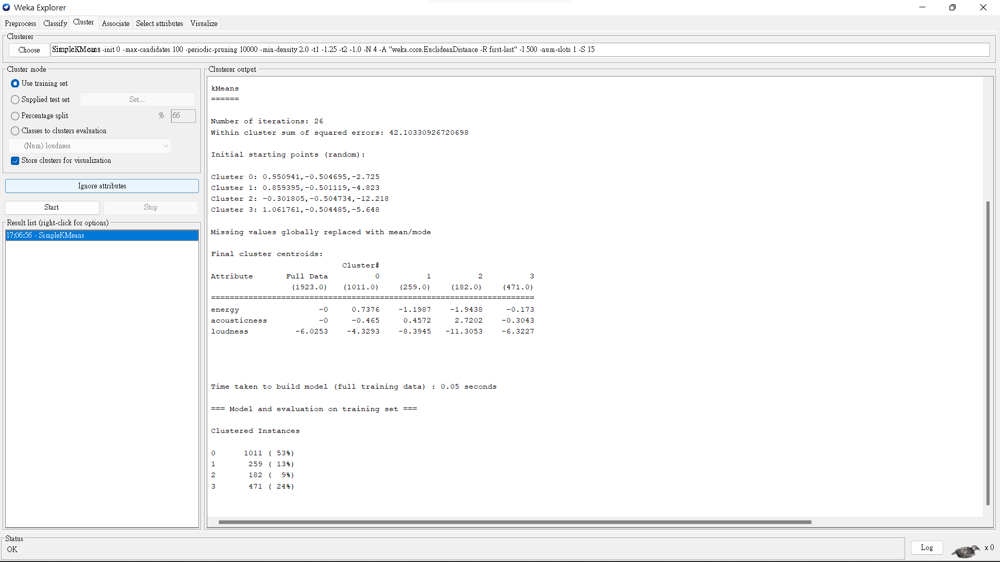 Weka Explorer
Preprocess Classify Cluster Associate Select attributes Visualize
Clusterer
Choose SimpleKMeans -init 0 -max-candidates 100 -periodic-pruning 10000 -min-density 2.0 -t1 -1.25 -t2 -1.0 -N 4 -A "weka.core.EuclideanDistance -R first-last" -I 500 -num-slots 1 -S 15
Cluster mode
Use training set
Supplied test set Set...
Percentage split % 66
Classes to clusters evaluation
(Num) loudness
Store clusters for visualization
Ignore attributes
Start Stop
Result list (right-click for options)
17:06:56 - SimpleKMeans
Clusterer output
kMeans
======
Number of iterations: 26
Within cluster sum of squared errors: 42.10330926720698
Initial starting points (random):
Cluster 0: 0.950941,-0.504695,-2.725
Cluster 1: 0.859395,-0.501119,-4.823
Cluster 2: -0.301805,-0.504734,-12.218
Cluster 3: 1.061761,-0.504485,-5.648
Missing values globally replaced with mean/mode
Final cluster centroids:
Cluster#
Attribute Full Data 0 1 2 3
(1923.0) (1011.0) (259.0) (182.0) (471.0)
=====================================================================
energy -0 0.7376 -1.1987 -1.9438 -0.173
acousticness -0 -0.465 0.4572 2.7202 -0.3043
loudness -6.0253 -4.3293 -8.3945 -11.3053 -6.3227
Time taken to build model (full training data) : 0.05 seconds
=== Model and evaluation on training set ===
Clustered Instances
0 1011 ( 53%)
1 259 ( 13%)
2 182 ( 9%)
3 471 ( 24%)
Status
OK
Log x 0